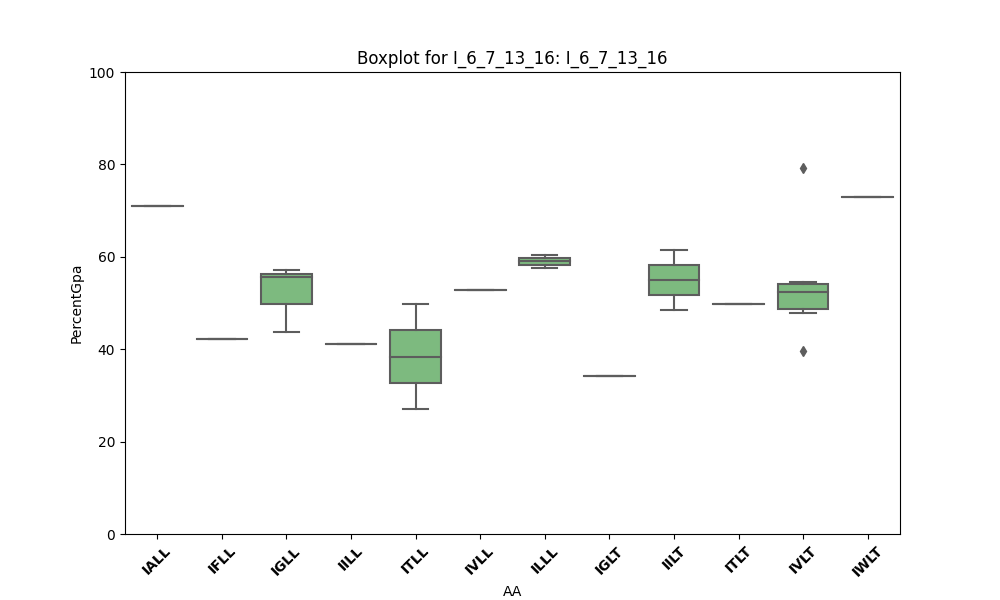 Boxplot for I_6_7_13_16: I_6_7_13_16
100
80
60
40
20
0
PercentGpa
IALL
IFLL
IGLL
IILL
ITLL
IVLL
ILLL
IGLT
IILT
ITLT
IVLT
IWLT
AA